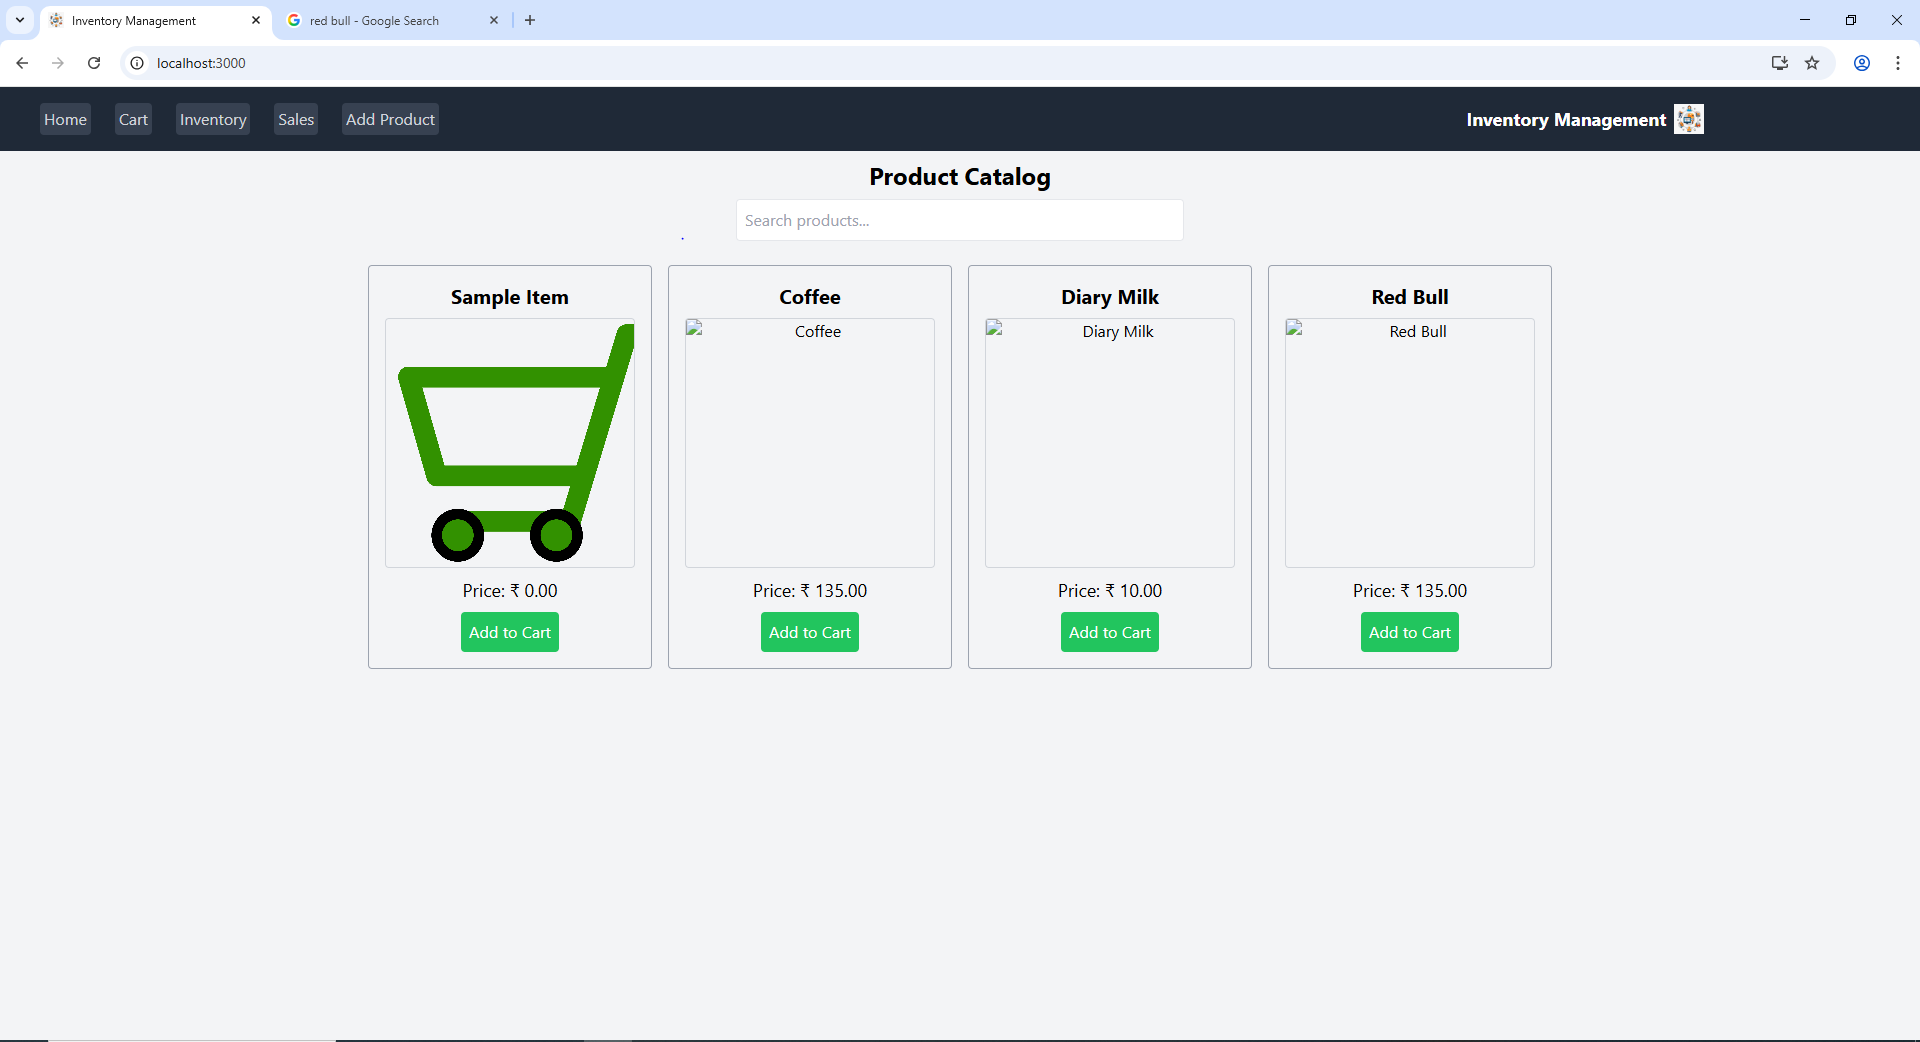 Inventory Management
red bull - Google Search
localhost:3000
Home Cart Inventory Sales Add Product Inventory Management
Product Catalog
Search products...
Sample Item
Price: ₹ 0.00
Add to Cart
Coffee
Coffee
Price: ₹ 135.00
Add to Cart
Diary Milk
Diary Milk
Price: ₹ 10.00
Add to Cart
Red Bull
Red Bull
Price: ₹ 135.00
Add to Cart